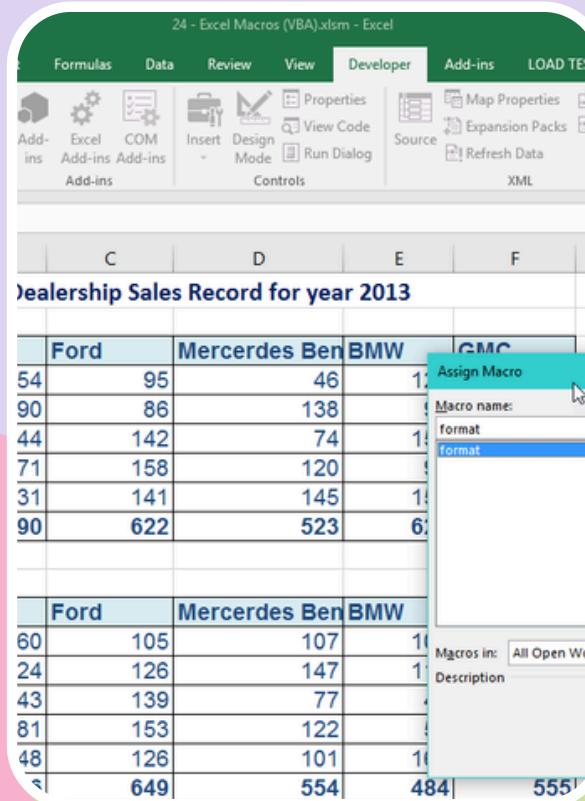 24 - Excel Macros (VBA).xlsm - Excel
Formulas Data Review View Developer Add-ins LOAD
Add-ins Excel Add-ins COM Add-ins Insert Design Mode Properties View Code Run Dialog Source Map Properties Expansion Packs Refresh Data
Add-ins Controls XML
C D E F
Sales Record for year 2013
Ford Mercerdes Ben BMW GMC
54 95 46
90 86 138
44 142 74
71 158 120
31 141 145
90 622 523
Assign Macro
Macro name:
format
format
Ford Mercerdes Ben BMW
60 105 107
24 126 147
43 139 77
81 153 122
48 126 101
649 554 484 555
Macros in: All Open
Description